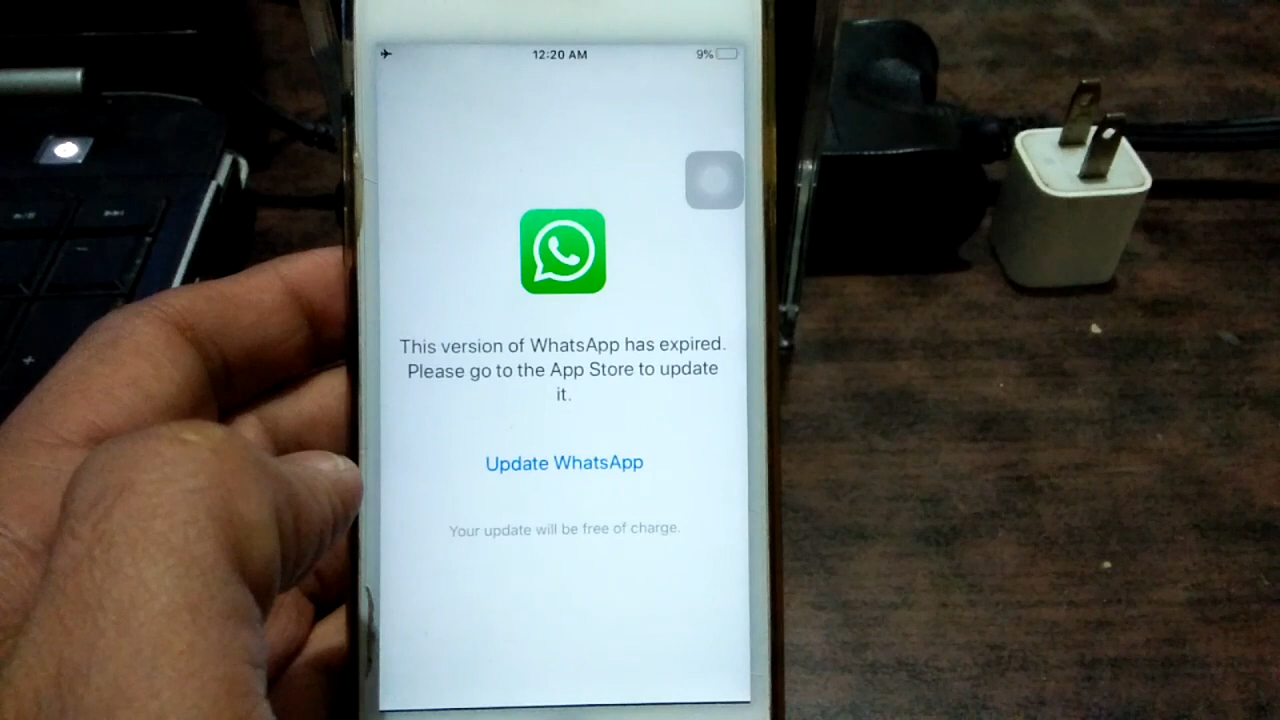 12:20 AM
9%
This version of WhatsApp has expired.
Please go to the App Store to update
it.
Update WhatsApp
Your update will be free of charge.